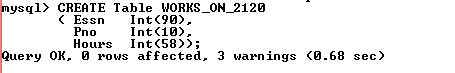 mysql> CREATE Table WORKS_ON_2120
( Essn Int(90),
Pno Int(10),
Hours Int(58));
Query OK, 0 rows affected, 3 warnings (0.68 sec)